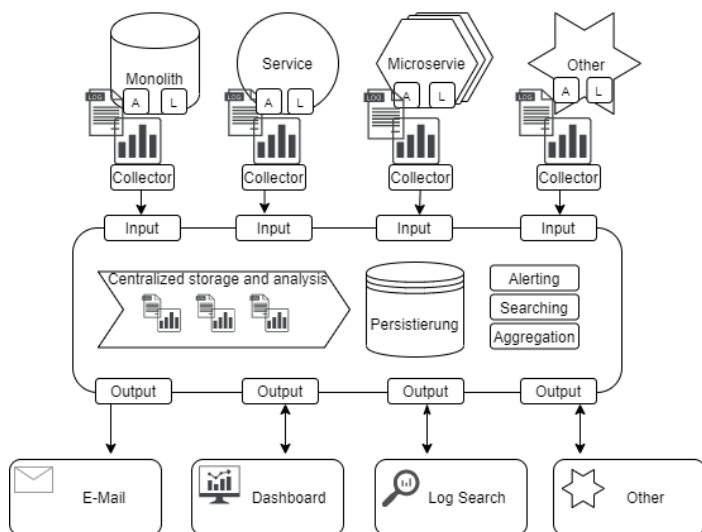 Monolith
Service
Microservie
Other
A
L
A
L
A
L
A
L
LOG
LOG
LOG
LOG
Collector
Collector
Collector
Collector
Input
Input
Input
Input
Centralized storage and analysis
Persistierung
Alerting
Searching
Aggregation
Output
Output
Output
Output
E-Mail
Dashboard
Log Search
Other